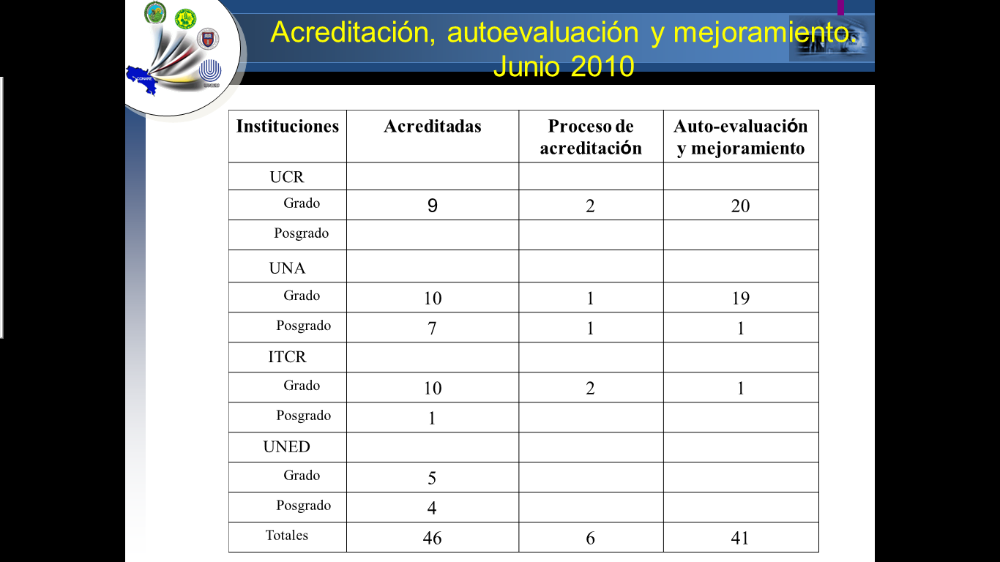 Acreditación, autoevaluación y mejoramiento.
Junio 2010
CONARE
UNED
Instituciones Acreditadas Proceso de acreditación Auto-evaluación y mejoramiento
UCR
Grado 9 2 20
Posgrado
UNA
Grado 10 1 19
Posgrado 7 1 1
ITCR
Grado 10 2 1
Posgrado 1
UNED
Grado 5
Posgrado 4
Totales 46 6 41